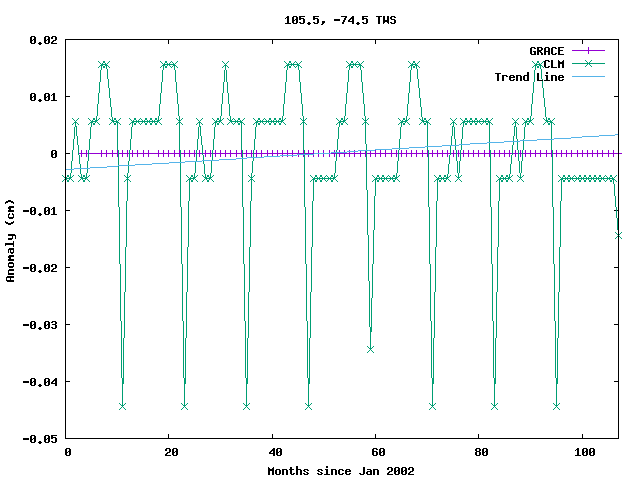 105.5, -74.5 TWS
GRACE
CLM
Trend Line
0.02
0.01
0
-0.01
-0.02
-0.03
-0.04
-0.05
Anomaly (cm)
0 20 40 60 80 100
Months since Jan 2002